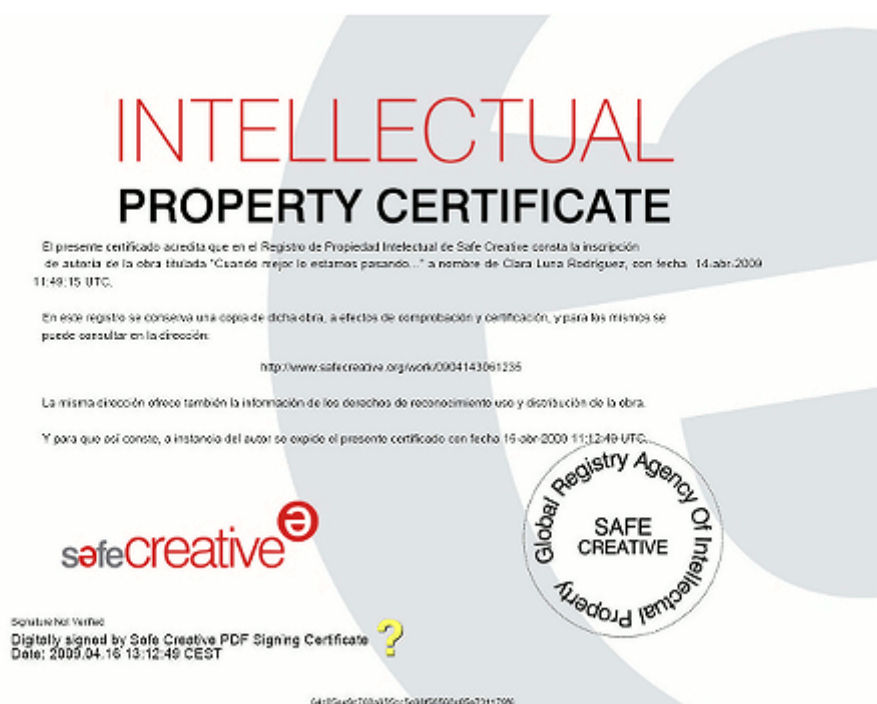 INTELLECTUAL
PROPERTY CERTIFICATE
El presente certificado acredita que en el Registro de Propiedad Intelectual de Safe Creative consta la inscripción
de autoría de la obra titulada "Cuando mejor lo estamos pasando..." a nombre de Clara Luna Rodríguez, con fecha 14-abr-2009
11:49:15 UTC.
En este registro se conserva una copia de dicha obra, a efectos de comprobación y certificación, y para los mismos se
puede consultar en la dirección:
http://www.safecreative.org/work/0904143061235
La misma dirección ofrece también la información de los derechos de reconocimiento uso y distribución de la obra.
Y para que así conste, a instancia del autor se expide el presente certificado con fecha 16-abr-2009 11:12:49 UTC.
Global Registry Agency Of Intellectual Property
SAFE
CREATIVE
safecreative
Signature Not Verified
Digitally signed by Safe Creative PDF Signing Certificate
Date: 2009.04.16 13:12:49 CEST
?